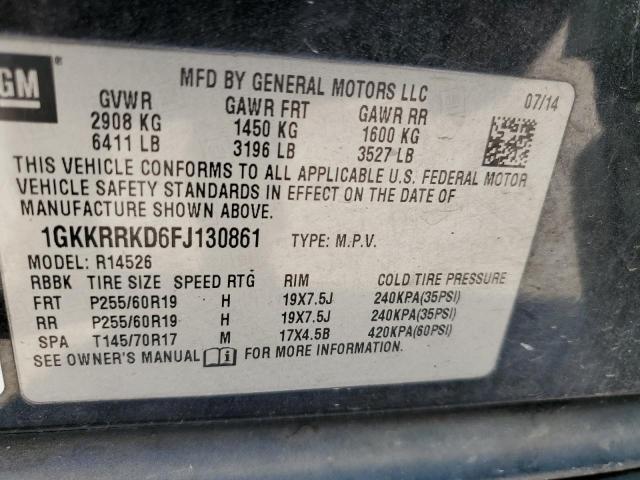 GM ®
MFD BY GENERAL MOTORS LLC 07/14
GVWR GAWR FRT GAWR RR
2908 KG 1450 KG 1600 KG
6411 LB 3196 LB 3527 LB
THIS VEHICLE CONFORMS TO ALL APPLICABLE U.S. FEDERAL MOTOR
VEHICLE SAFETY STANDARDS IN EFFECT ON THE DATE OF
MANUFACTURE SHOWN ABOVE.
1GKKRRKD6FJ130861 TYPE: M.P.V.
MODEL: R14526
RBBK TIRE SIZE SPEED RTG RIM COLD TIRE PRESSURE
FRT P255/60R19 H 19X7.5J 240KPA(35PSI)
RR P255/60R19 H 19X7.5J 240KPA(35PSI)
SPA T145/70R17 M 17X4.5B 420KPA(60PSI)
SEE OWNER'S MANUAL FOR MORE INFORMATION.